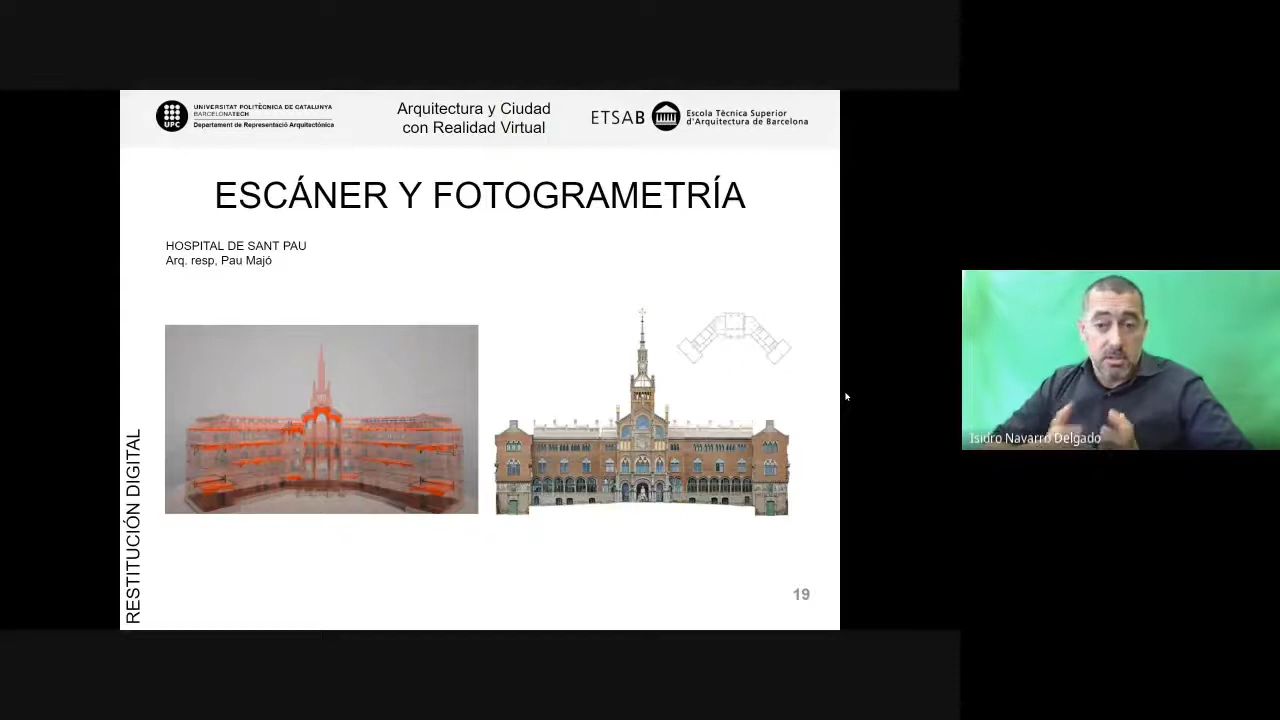 UNIVERSITAT POLITÈCNICA DE CATALUNYA
BARCELONATECH
Departament de Representació Arquitectònica
UPC
Arquitectura y Ciudad
con Realidad Virtual
ETSAB
Escola Tècnica Superior
d'Arquitectura de Barcelona
ESCÁNER Y FOTOGRAMETRÍA
HOSPITAL DE SANT PAU
Arq. resp, Pau Majó
RESTITUCIÓN DIGITAL
19
Isidro Navarro Delgado